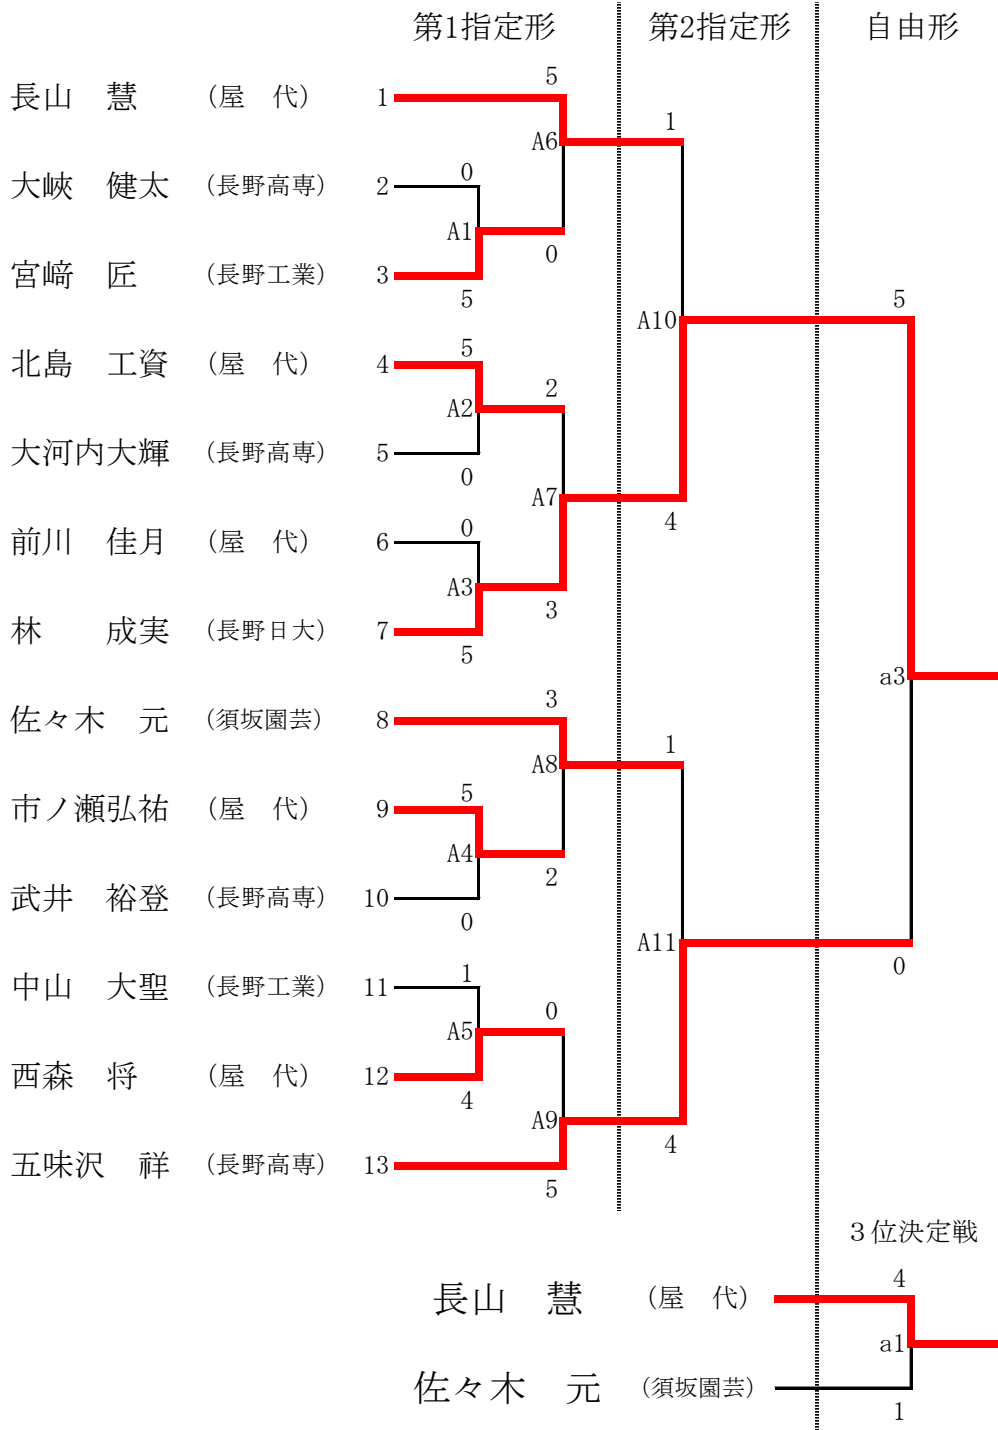 第1指定形 第2指定形 自由形
5
長山　慧 （屋　代） 1
1
A6
0
大峽　健太 （長野高専） 2
A1
0
宮﨑　匠 （長野工業） 3
5
5
A10
5
北島　工資 （屋　代） 4
2
A2
大河内大輝 （長野高専） 5
0
A7
4
0
前川　佳月 （屋　代） 6
A3
3
林　　成実 （長野日大） 7
5
a3
3
佐々木　元 （須坂園芸） 8
1
A8
5
市ノ瀬弘祐 （屋　代） 9
A4
2
武井　裕登 （長野高専） 10
0
A11
0
1
中山　大聖 （長野工業） 11
0
A5
西森　将 （屋　代） 12
4
A9
4
五味沢　祥 （長野高専） 13
5
３位決定戦
4
長山　慧 （屋　代）
a1
佐々木　元 （須坂園芸）
1